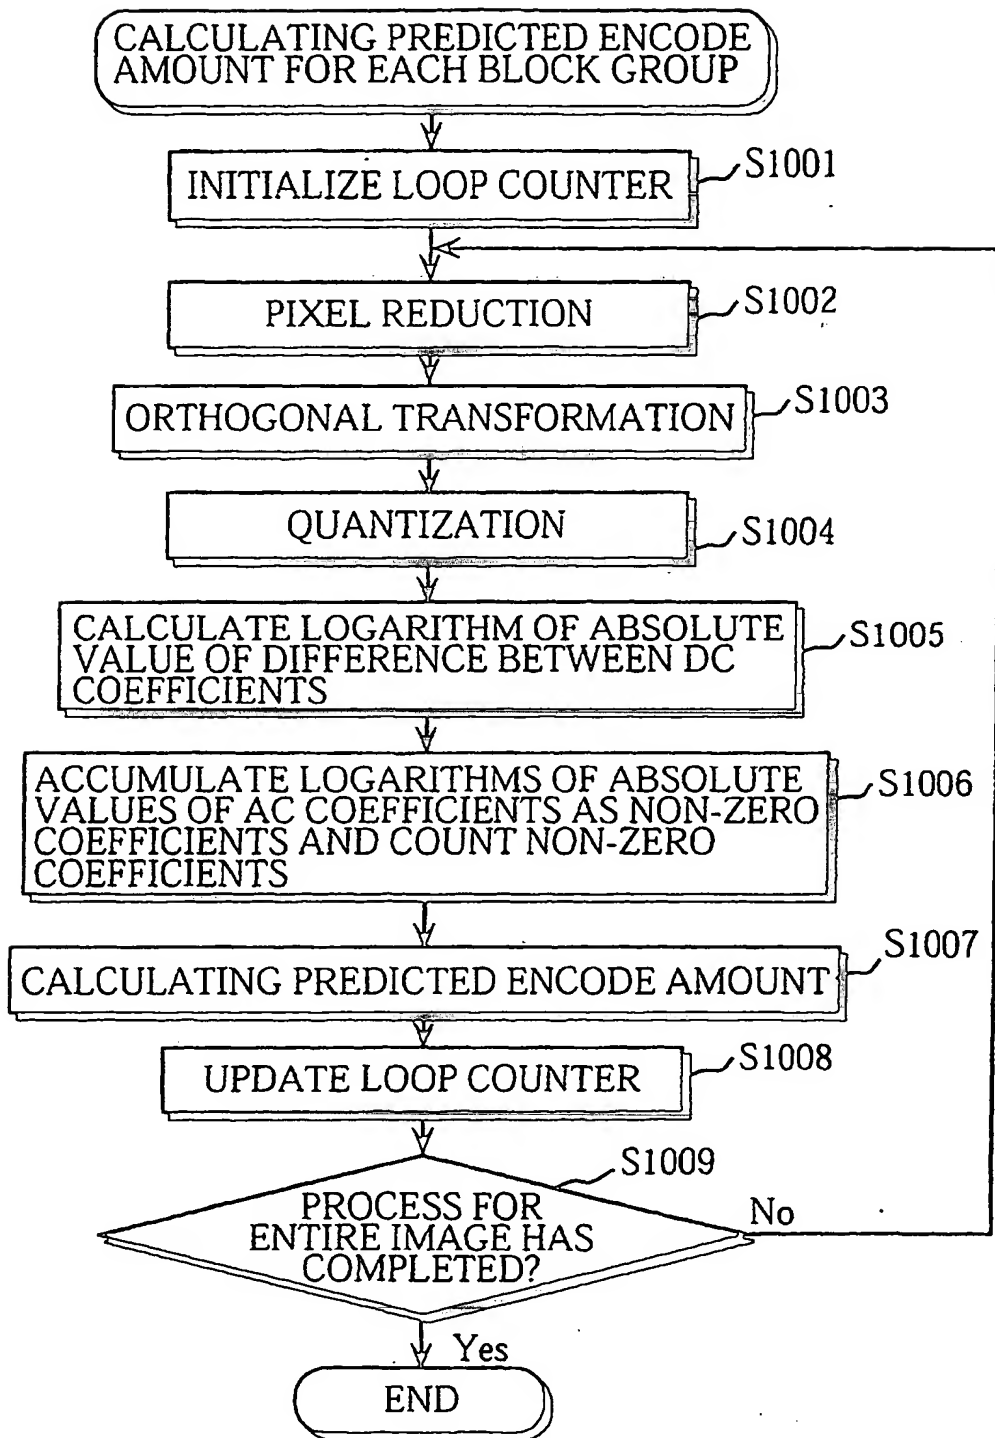 CALCULATING PREDICTED ENCODE
AMOUNT FOR EACH BLOCK GROUP
INITIALIZE LOOP COUNTER
S1001
PIXEL REDUCTION
S1002
ORTHOGONAL TRANSFORMATION
S1003
QUANTIZATION
S1004
CALCULATE LOGARITHM OF ABSOLUTE
VALUE OF DIFFERENCE BETWEEN DC
COEFFICIENTS
S1005
ACCUMULATE LOGARITHMS OF ABSOLUTE
VALUES OF AC COEFFICIENTS AS NON-ZERO
COEFFICIENTS AND COUNT NON-ZERO
COEFFICIENTS
S1006
CALCULATING PREDICTED ENCODE AMOUNT
S1007
UPDATE LOOP COUNTER
S1008
S1009
PROCESS FOR
ENTIRE IMAGE HAS
COMPLETED?
No
Yes
END